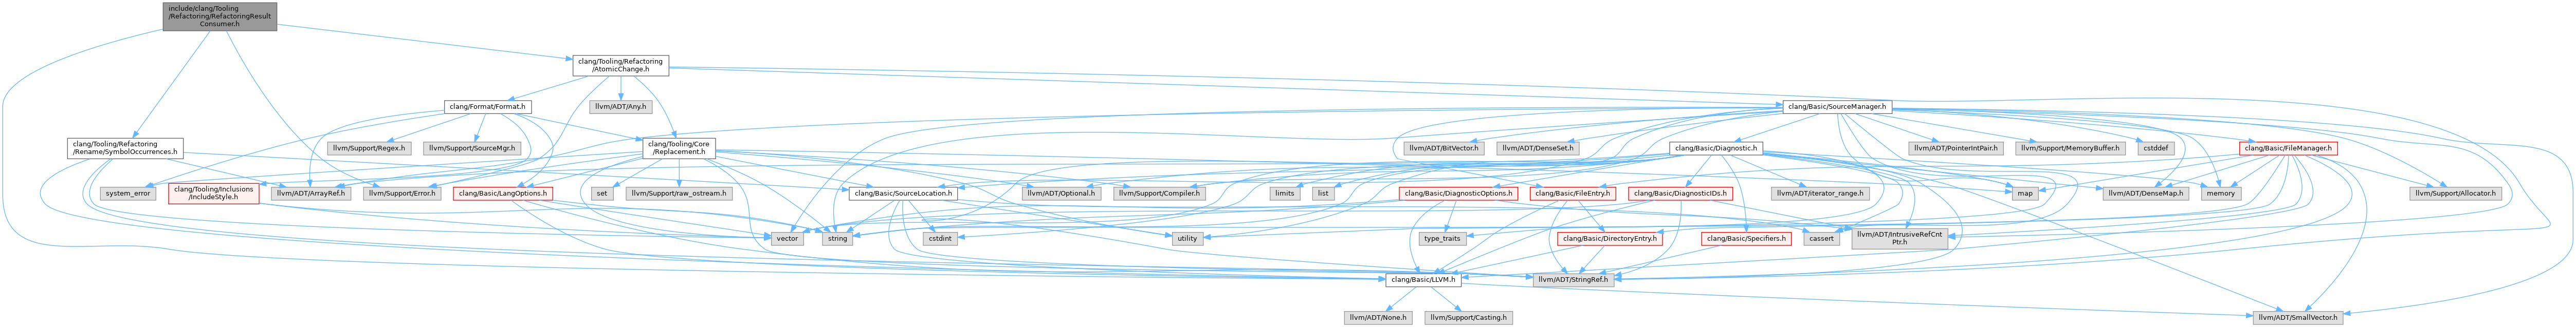 include/clang/Tooling
/Refactoring/RefactoringResult
Consumer.h
clang/Tooling/Refactoring
/AtomicChange.h
clang/Format/Format.h
llvm/ADT/Any.h
clang/Basic/SourceManager.h
clang/Tooling/Refactoring
/Rename/SymbolOccurrences.h
llvm/Support/Regex.h
llvm/Support/SourceMgr.h
clang/Tooling/Core
/Replacement.h
llvm/ADT/BitVector.h
llvm/ADT/DenseSet.h
clang/Basic/Diagnostic.h
llvm/ADT/PointerIntPair.h
llvm/Support/MemoryBuffer.h
cstddef
clang/Basic/FileManager.h
system_error
clang/Tooling/Inclusions
/IncludeStyle.h
llvm/ADT/ArrayRef.h
llvm/Support/Error.h
clang/Basic/LangOptions.h
set
llvm/Support/raw_ostream.h
clang/Basic/SourceLocation.h
llvm/ADT/Optional.h
llvm/Support/Compiler.h
limits
list
clang/Basic/DiagnosticOptions.h
clang/Basic/FileEntry.h
clang/Basic/DiagnosticIDs.h
llvm/ADT/iterator_range.h
map
llvm/ADT/DenseMap.h
memory
llvm/Support/Allocator.h
vector
string
cstdint
utility
type_traits
clang/Basic/DirectoryEntry.h
clang/Basic/Specifiers.h
cassert
llvm/ADT/IntrusiveRefCnt
Ptr.h
clang/Basic/LLVM.h
llvm/ADT/StringRef.h
llvm/ADT/None.h
llvm/Support/Casting.h
llvm/ADT/SmallVector.h